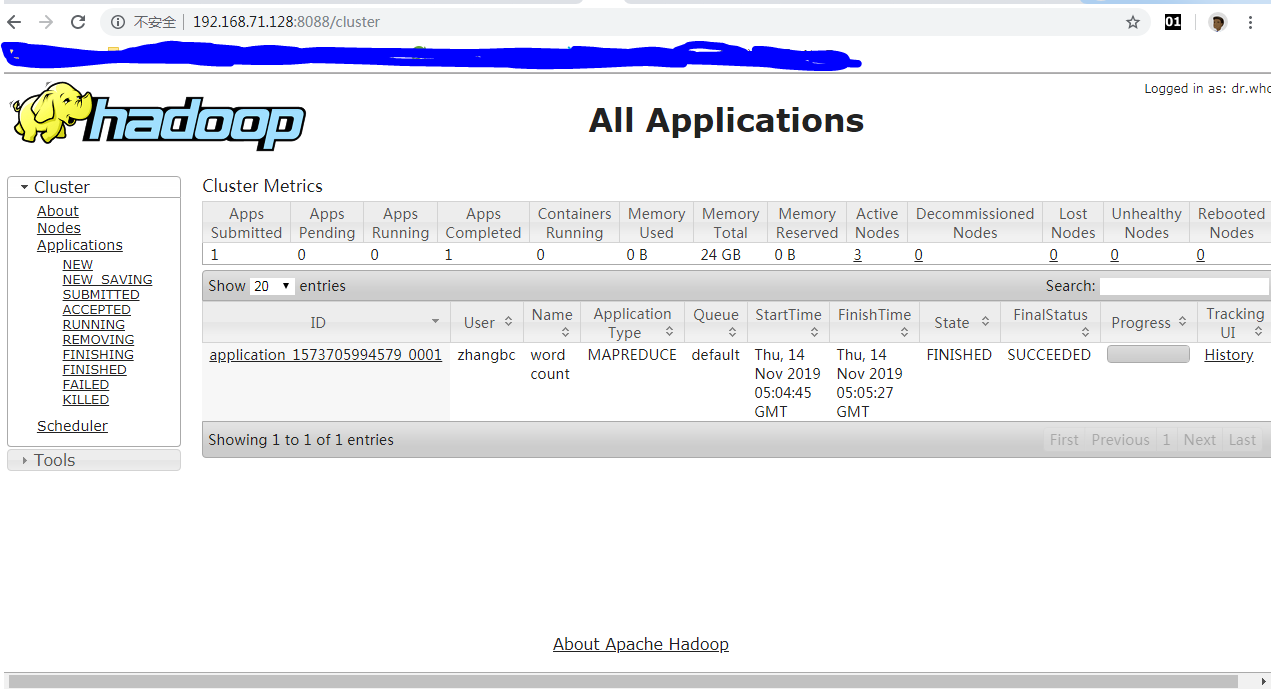 不安全 | 192.168.71.128:8088/cluster
01
Logged in as: dr.who
hadoop
All Applications
Cluster
About
Nodes
Applications
NEW
NEW_SAVING
SUBMITTED
ACCEPTED
RUNNING
REMOVING
FINISHING
FINISHED
FAILED
KILLED
Scheduler
Tools
Cluster Metrics
Apps Submitted Apps Pending Apps Running Apps Completed Containers Running Memory Used Memory Total Memory Reserved Active Nodes Decommissioned Nodes Lost Nodes Unhealthy Nodes Rebooted Nodes
1 0 0 1 0 0 B 24 GB 0 B 3 0 0 0 0
Show 20 entries Search:
ID User Name Application Type Queue StartTime FinishTime State FinalStatus Progress Tracking UI
application_1573705994579_0001 zhangbc word count MAPREDUCE default Thu, 14 Nov 2019 05:04:45 GMT Thu, 14 Nov 2019 05:05:27 GMT FINISHED SUCCEEDED History
Showing 1 to 1 of 1 entries First Previous 1 Next Last
About Apache Hadoop